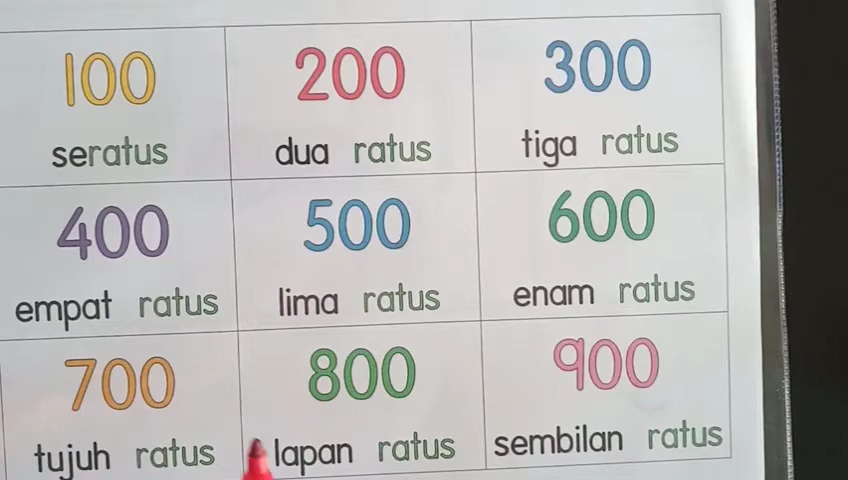 100 200 300
seratus dua ratus tiga ratus
400 500 600
empat ratus lima ratus enam ratus
700 800 900
tujuh ratus lapan ratus sembilan ratus